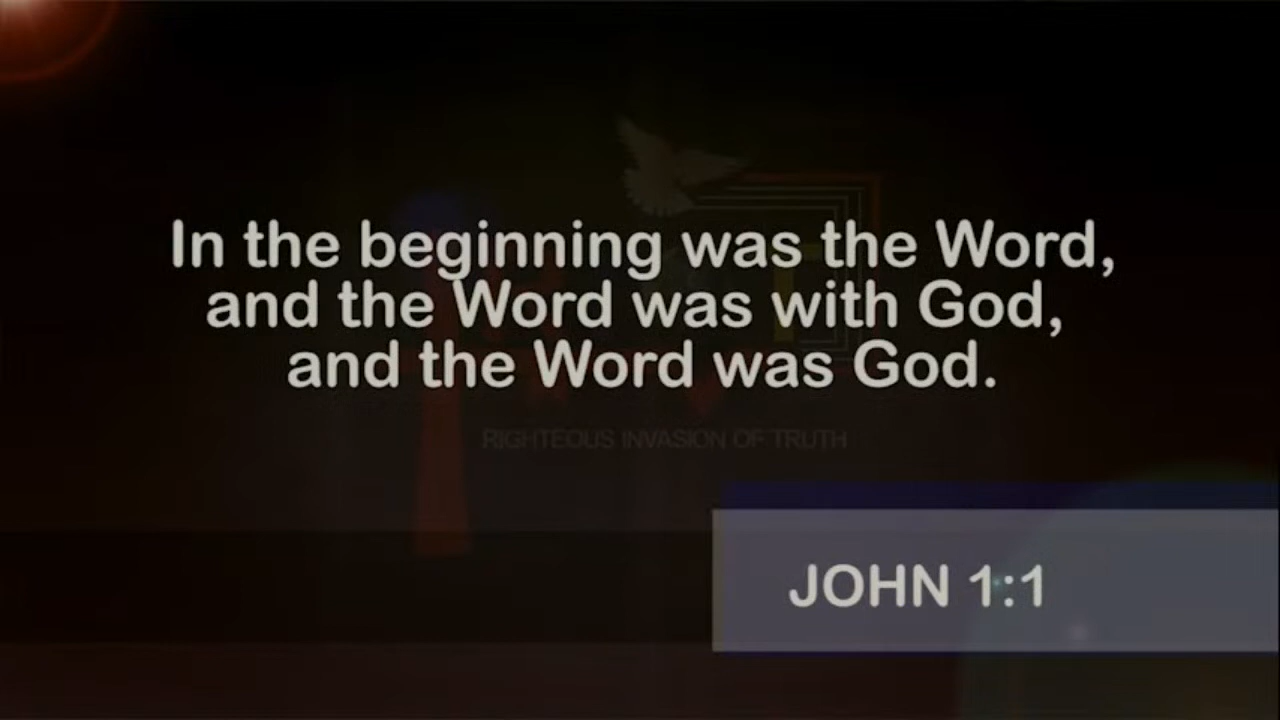 In the beginning was the Word,
and the Word was with God,
and the Word was God.
RIGHTEOUS INVASION OF TRUTH
JOHN 1:1